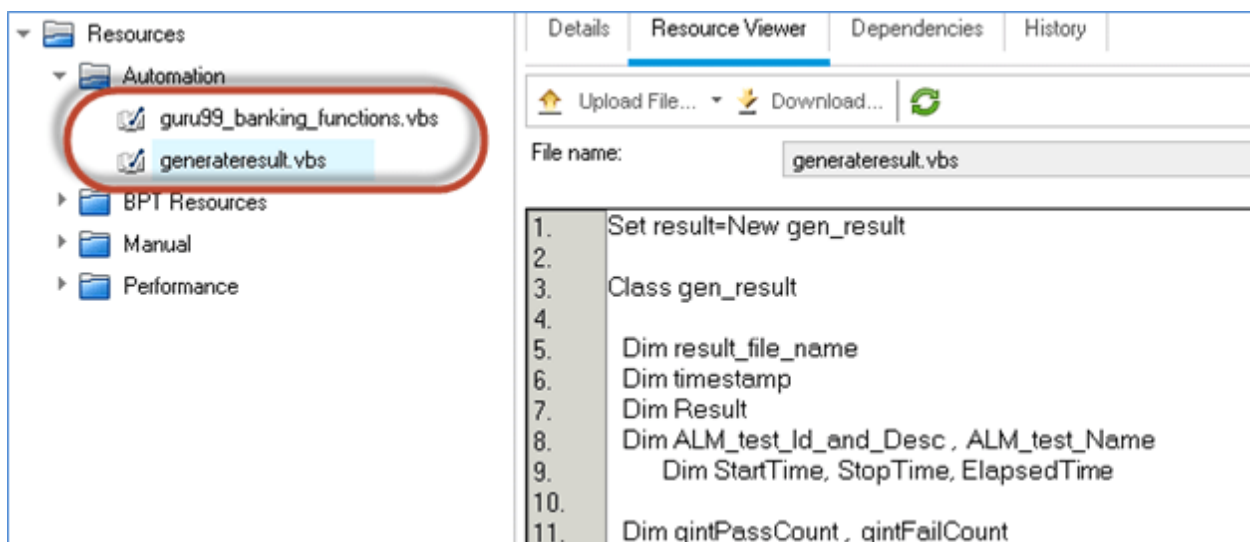 Resources
Automation
guru99_banking_functions.vbs
generateresult.vbs
BPT Resources
Manual
Performance
Details Resource Viewer Dependencies History
Upload File... Download...
File name: generateresult.vbs
1. Set result=New gen_result
2.
3. Class gen_result
4.
5. Dim result_file_name
6. Dim timestamp
7. Dim Result
8. Dim ALM_test_Id_and_Desc , ALM_test_Name
9. Dim StartTime, StopTime, ElapsedTime
10.
11. Dim gintPassCount , gintFailCount